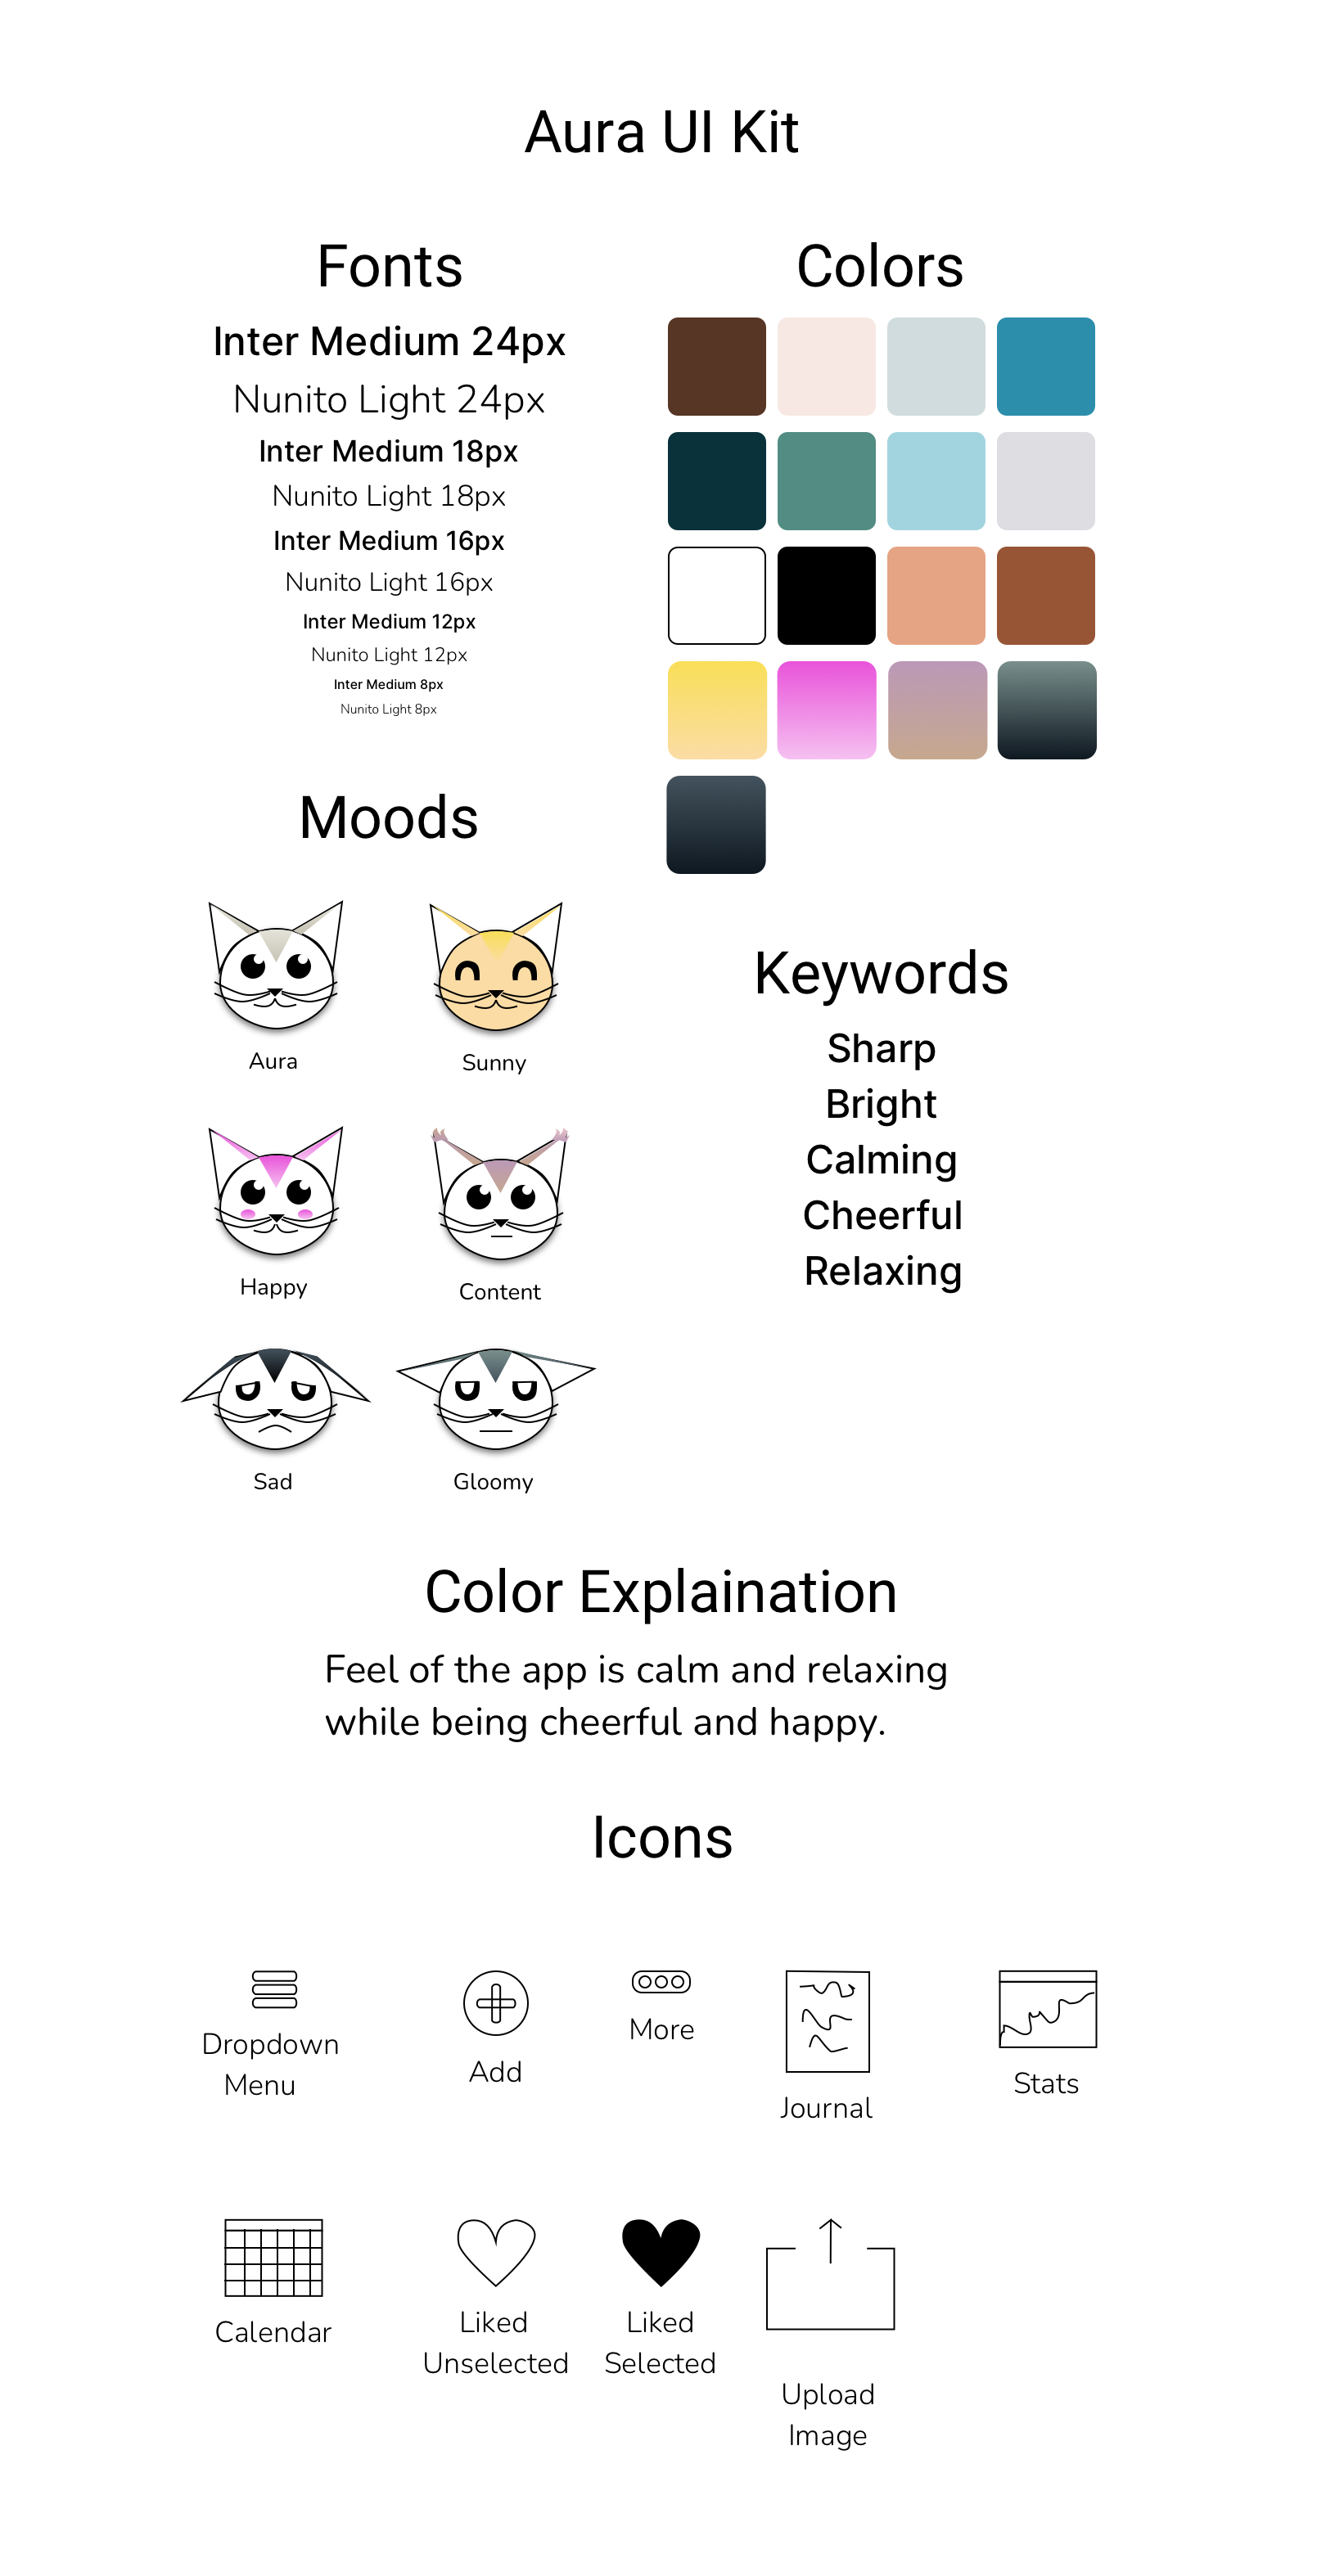 Aura UI Kit
Fonts
Inter Medium 24px
Nunito Light 24px
Inter Medium 18px
Nunito Light 18px
Inter Medium 16px
Nunito Light 16px
Inter Medium 12px
Nunito Light 12px
Inter Medium 8px
Nunito Light 8px
Colors
Moods
Aura
Sunny
Happy
Content
Sad
Gloomy
Keywords
Sharp
Bright
Calming
Cheerful
Relaxing
Color Explaination
Feel of the app is calm and relaxing
while being cheerful and happy.
Icons
Dropdown
Menu
Add
More
Journal
Stats
Calendar
Liked
Unselected
Liked
Selected
Upload
Image